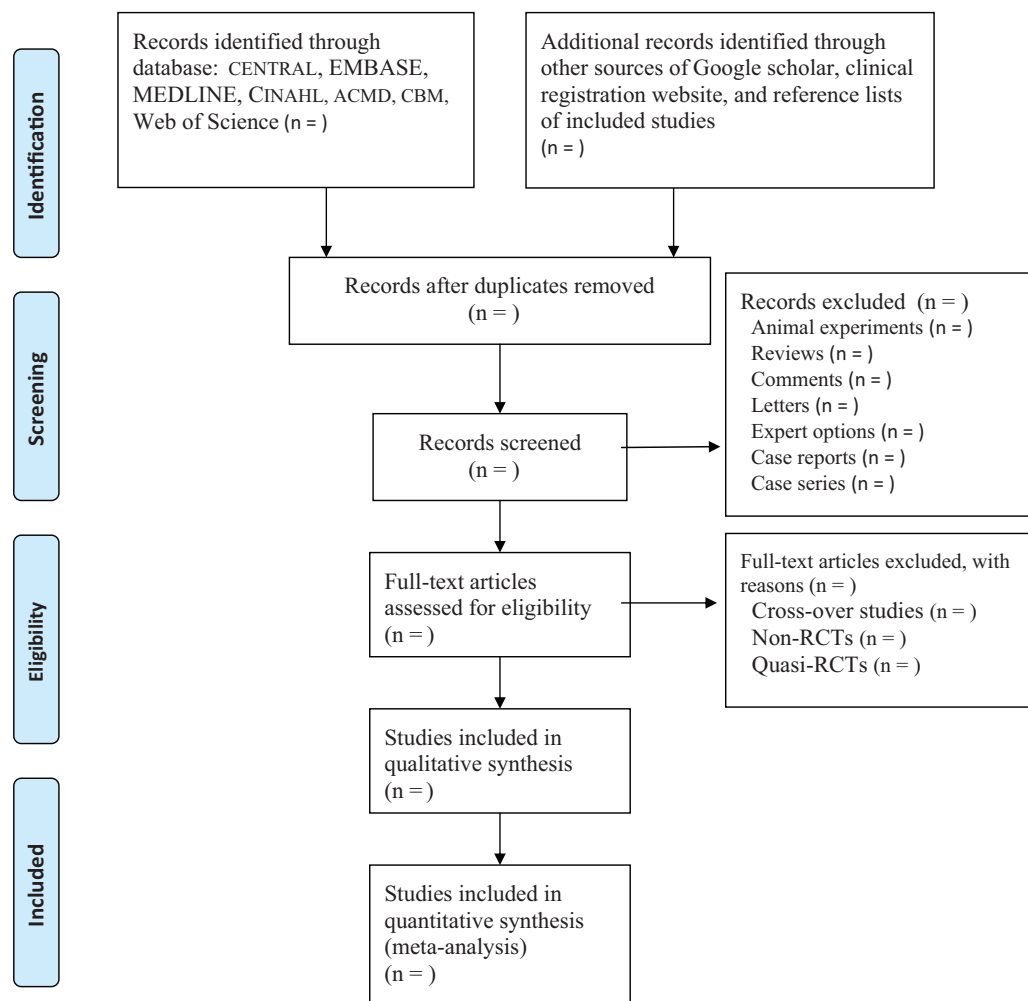 Identification
Records identified through
database: CENTRAL, EMBASE,
MEDLINE, CINAHL, ACMD, CBM,
Web of Science (n = )
Additional records identified through
other sources of Google scholar, clinical
registration website, and reference lists
of included studies
(n = )
Records after duplicates removed
(n = )
Screening
Records screened
(n = )
Records excluded (n = )
Animal experiments (n = )
Reviews (n = )
Comments (n = )
Letters (n = )
Expert options (n = )
Case reports (n = )
Case series (n = )
Eligibility
Full-text articles
assessed for eligibility
(n = )
Full-text articles excluded, with
reasons (n = )
Cross-over studies (n = )
Non-RCTs (n = )
Quasi-RCTs (n = )
Studies included in
qualitative synthesis
(n = )
Included
Studies included in
quantitative synthesis
(meta-analysis)
(n = )